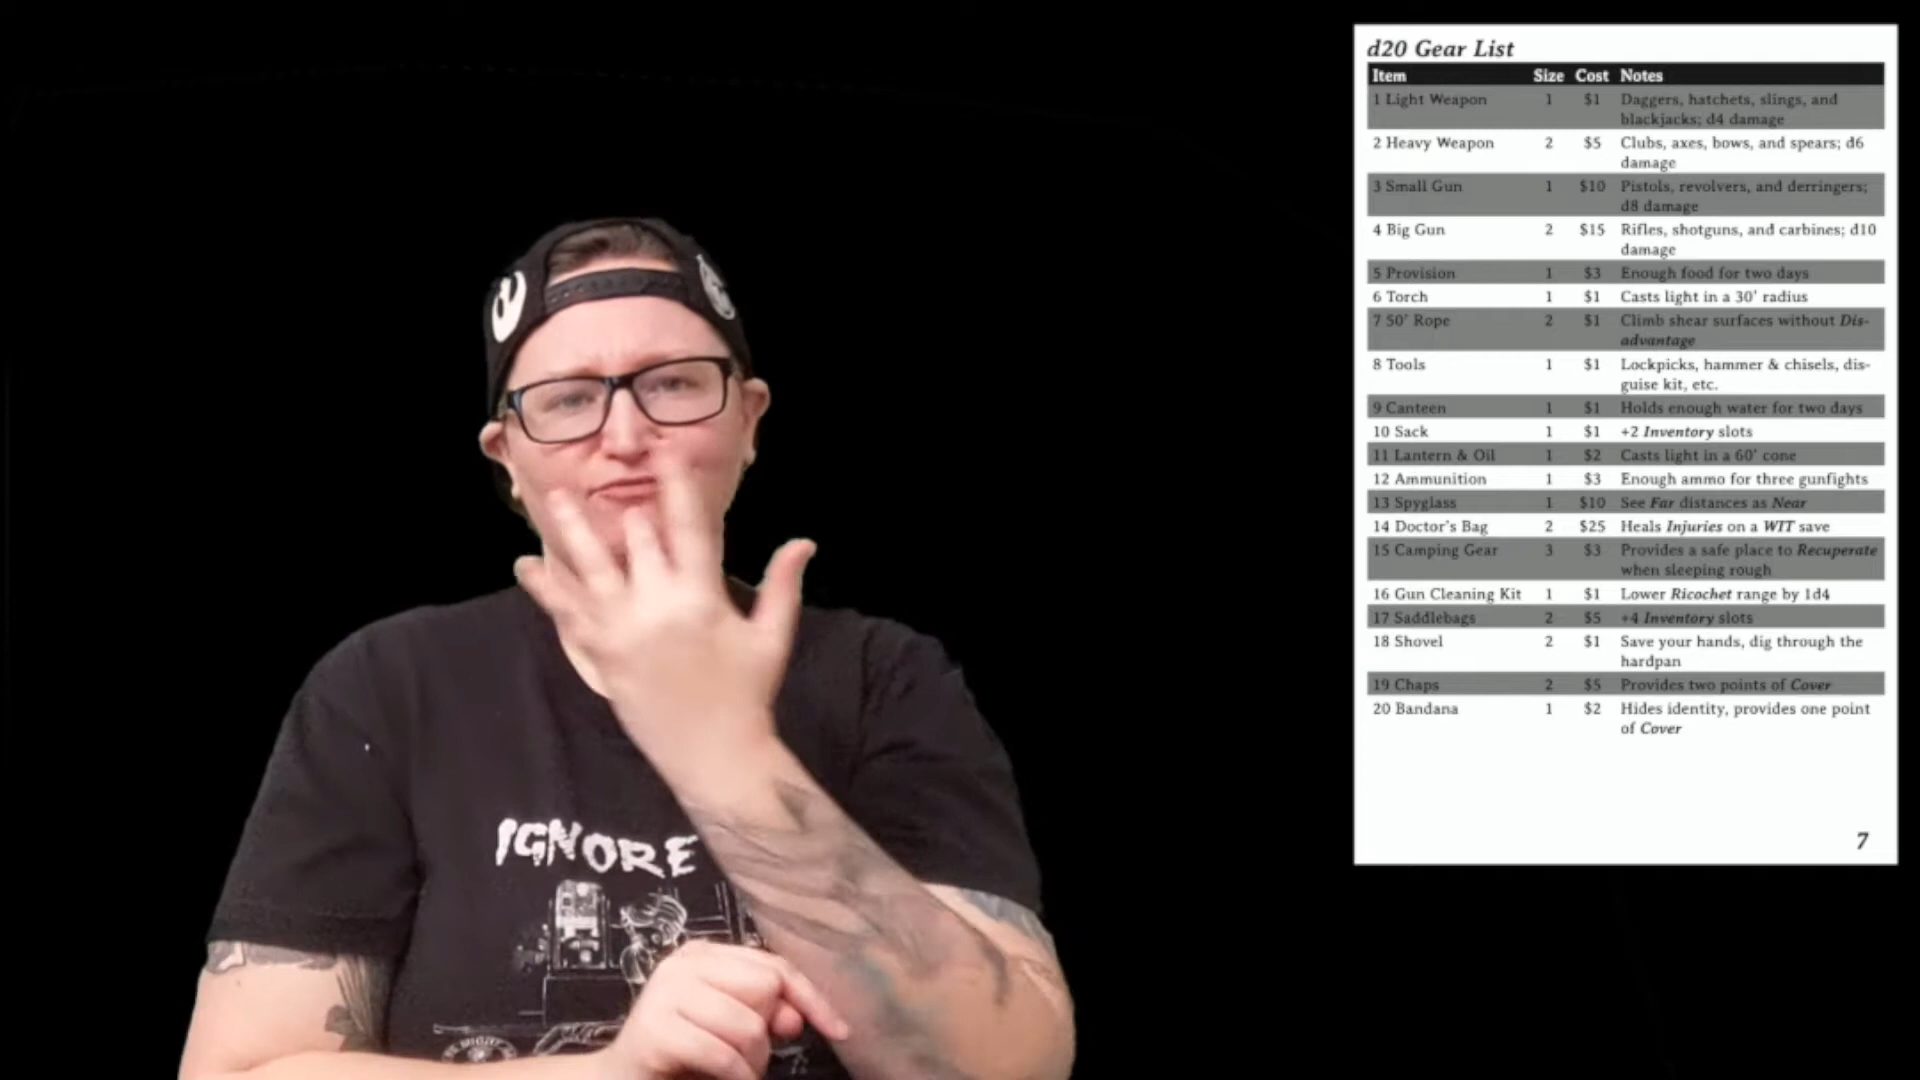 d20 Gear List
Item Size Cost Notes
1 Light Weapon 1 $1 Daggers, hatchets, slings, and
blackjacks; d4 damage
2 Heavy Weapon 2 $5 Clubs, axes, bows, and spears; d6
damage
3 Small Gun 1 $10 Pistols, revolvers, and derringers;
d8 damage
4 Big Gun 2 $15 Rifles, shotguns, and carbines; d10
damage
5 Provision 1 $3 Enough food for two days
6 Torch 1 $1 Casts light in a 30' radius
7 50' Rope 2 $1 Climb shear surfaces without Dis-
advantage
8 Tools 1 $1 Lockpicks, hammer & chisels, dis-
guise kit, etc.
9 Canteen 1 $1 Holds enough water for two days
10 Sack 1 $1 +2 Inventory slots
11 Lantern & Oil 1 $2 Casts light in a 60' cone
12 Ammunition 1 $3 Enough ammo for three gunfights
13 Spyglass 1 $10 See Far distances as Near
14 Doctor's Bag 2 $25 Heals Injuries on a WIT save
15 Camping Gear 3 $3 Provides a safe place to Recuperate
when sleeping rough
16 Gun Cleaning Kit 1 $1 Lower Ricochet range by 1d4
17 Saddlebags 2 $5 +4 Inventory slots
18 Shovel 2 $1 Save your hands, dig through the
hardpan
19 Chaps 2 $5 Provides two points of Cover
20 Bandana 1 $2 Hides identity, provides one point
of Cover
7
IGNORE